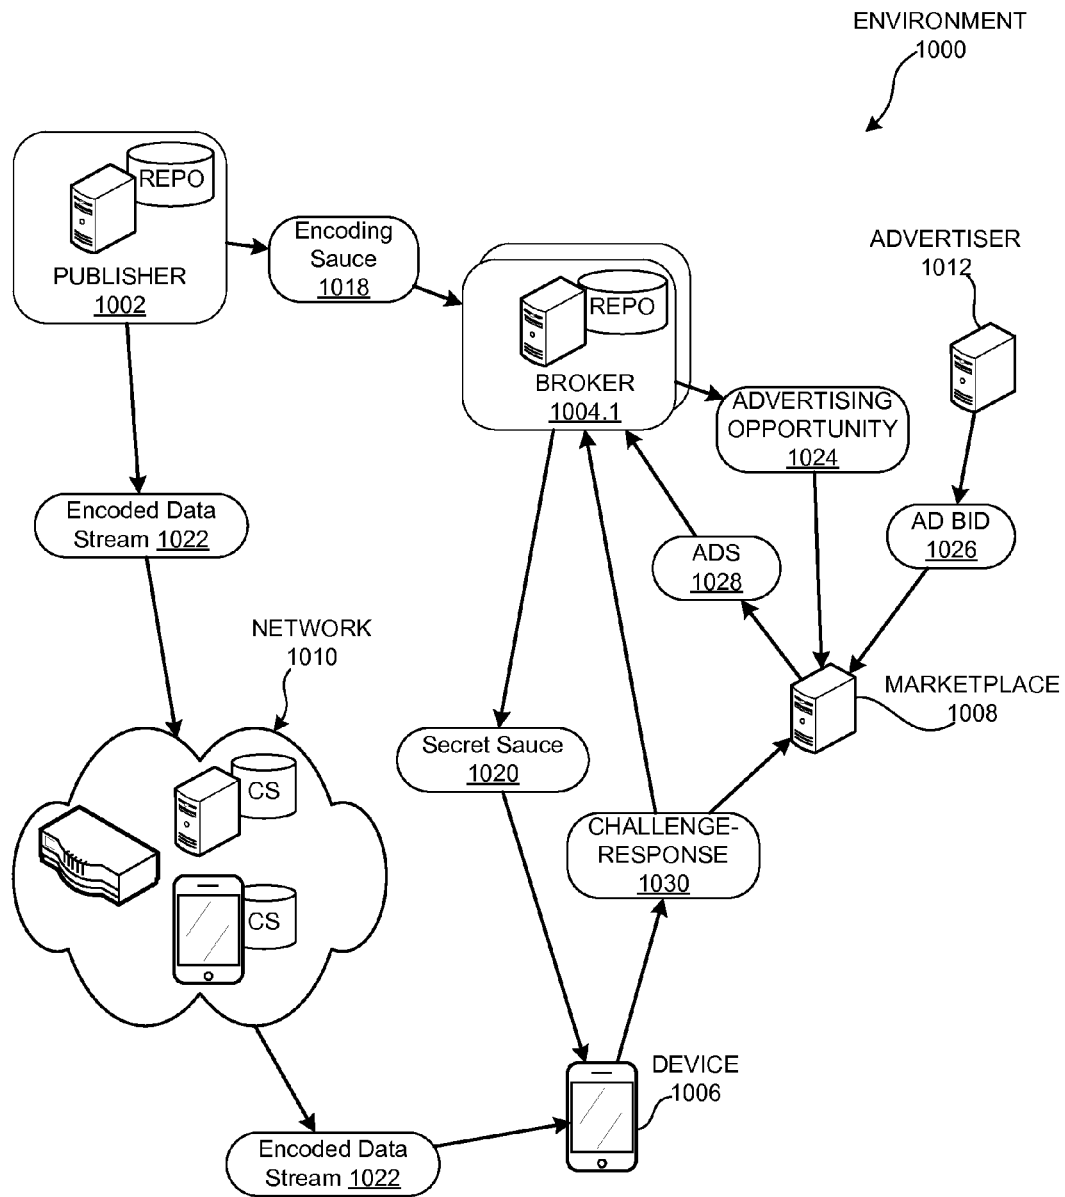 ENVIRONMENT
1000
REPO
PUBLISHER
1002
Encoding
Sauce
1018
REPO
BROKER
1004.1
ADVERTISER
1012
ADVERTISING
OPPORTUNITY
1024
Encoded Data
Stream 1022
ADS
1028
AD BID
1026
NETWORK
1010
MARKETPLACE
1008
Secret Sauce
1020
CS
CS
CHALLENGE-
RESPONSE
1030
DEVICE
1006
Encoded Data
Stream 1022